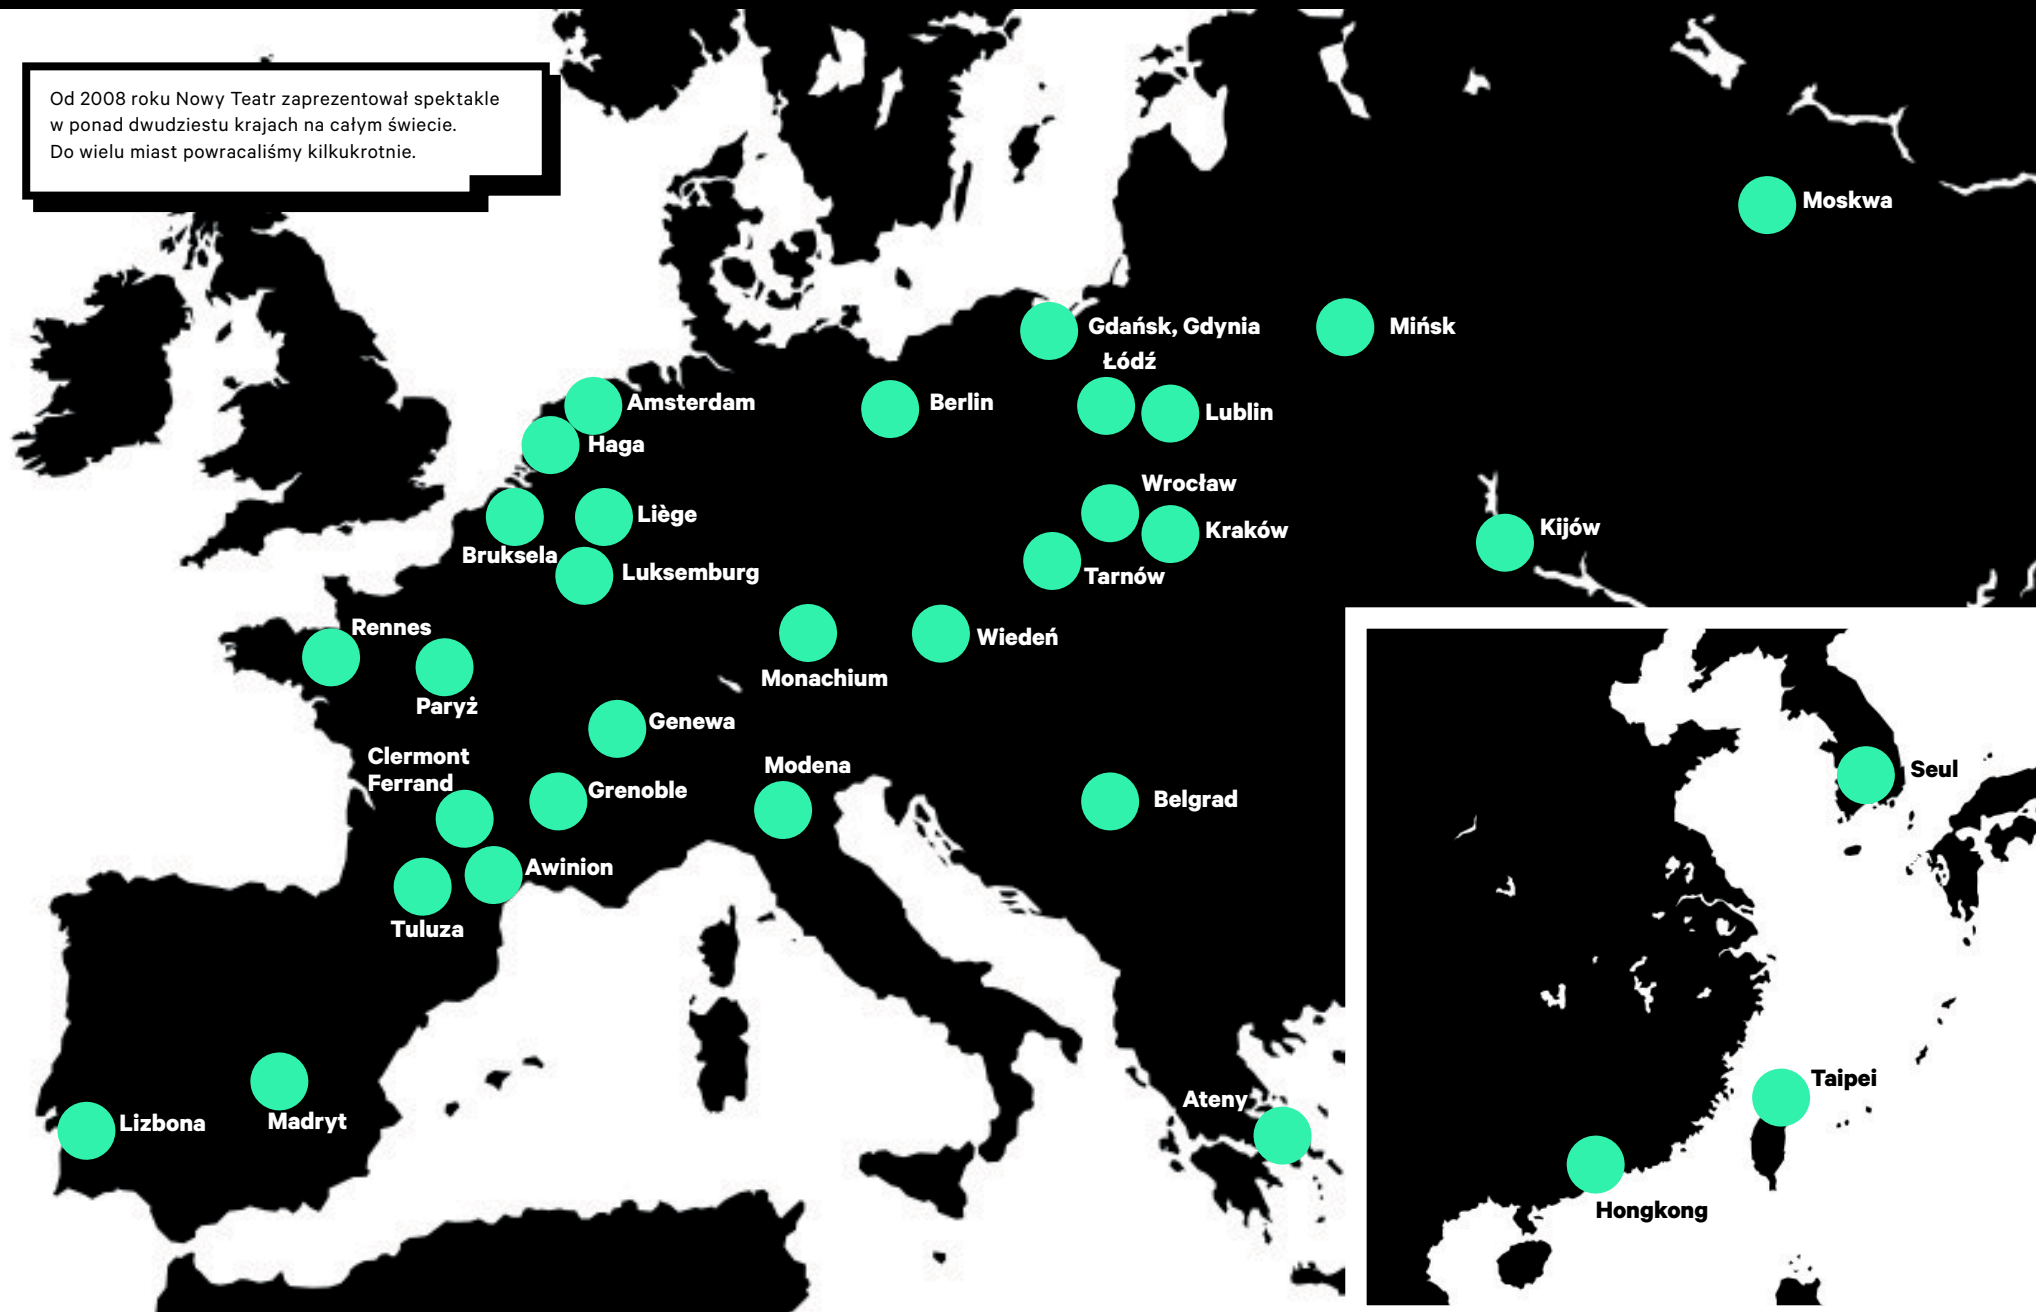 Od 2008 roku Nowy Teatr zaprezentował spektakle
w ponad dwudziestu krajach na całym świecie.
Do wielu miast powracaliśmy kilkukrotnie.
Moskwa
Gdańsk, Gdynia
Mińsk
Łódź
Amsterdam
Berlin
Lublin
Haga
Wrocław
Liège
Kijów
Kraków
Bruksela
Luksemburg
Tarnów
Rennes
Wiedeń
Monachium
Paryż
Genewa
Clermont
Ferrand
Modena
Seul
Grenoble
Belgrad
Awinion
Tuluza
Taipei
Ateny
Lizbona
Madryt
Hongkong